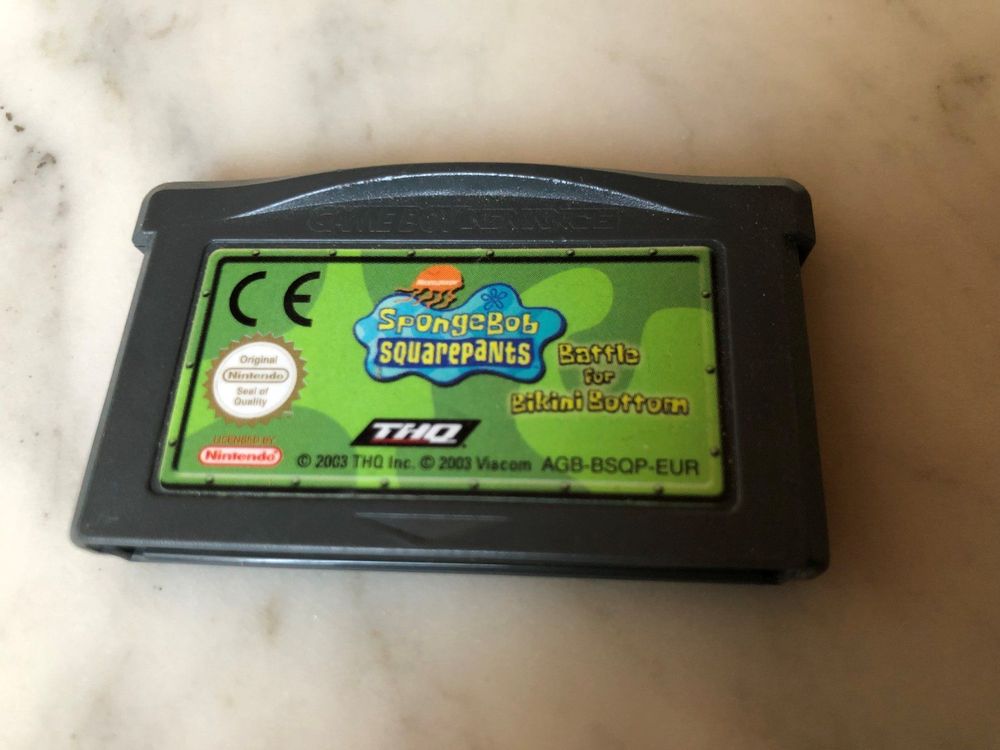 GAME BOY ADVANCE
CE
Nickelodeon
SpongeBob
SQUAREPANTS
Battle
for
Bikini Bottom
Original
Nintendo
Seal of
Quality
LICENSED BY
Nintendo
THQ
© 2003 THQ Inc. © 2003 Viacom AGB-BSQP-EUR